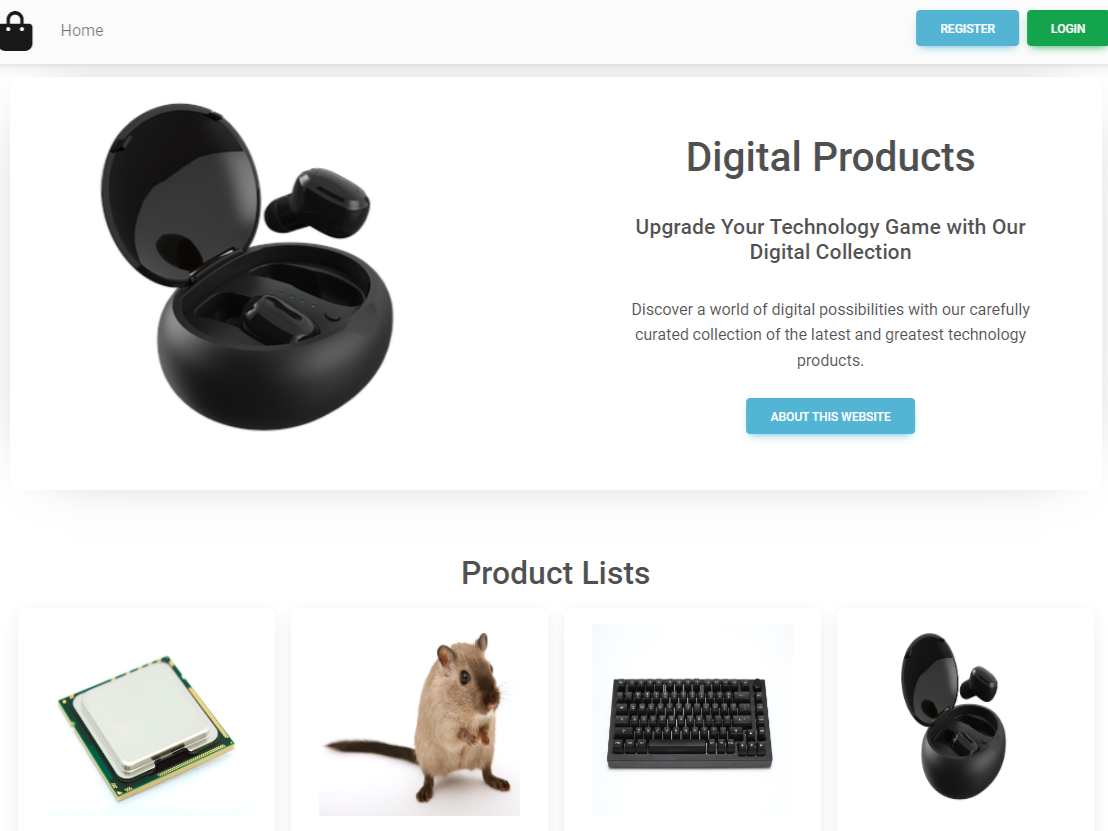 Home
REGISTER
LOGIN
Digital Products
Upgrade Your Technology Game with Our
Digital Collection
Discover a world of digital possibilities with our carefully
curated collection of the latest and greatest technology
products.
ABOUT THIS WEBSITE
Product Lists